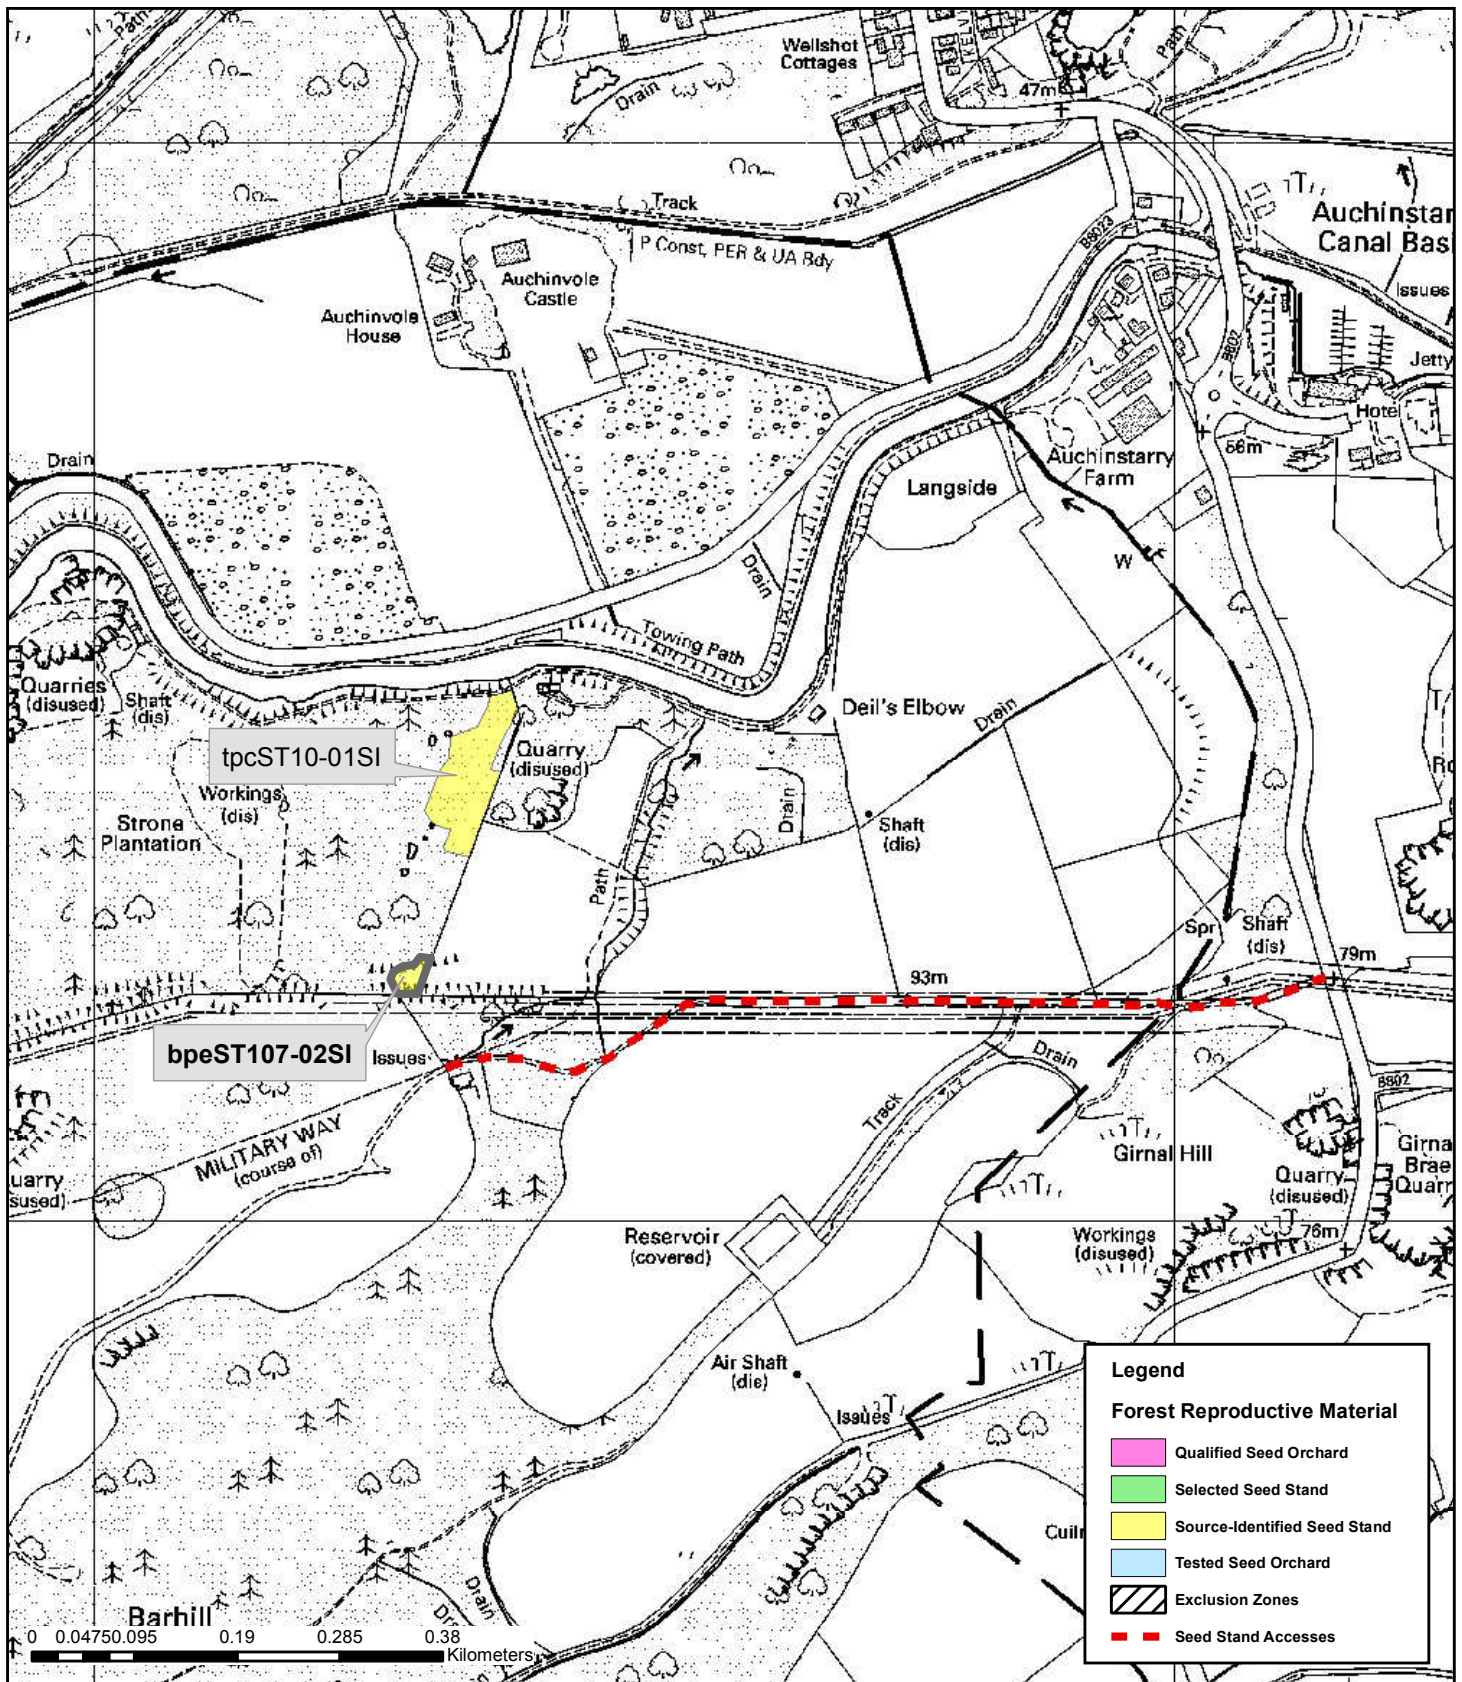 Path
Wellshot
Cottages
KELV
Path
47m
Drain
Track
P Const, PER & UA Bdy
B8023
Auchinstar
Canal Bas
Issues
Auchinvole
Castle
Auchinvole
House
B802
Jetty
Hotel
56m
Auchinstarry
Farm
Langside
Drain
W
Drain
Towing Path
Quarries
(disused)
Shaft
(dis)
Deil's Elbow
Drain
tpcST10-01SI
Quarry
(disused)
Workings
(dis)
Strone
Plantation
Drain
Shaft
(dis)
Path
Spr
Shaft
(dis)
79m
93m
bpeST107-02SI
Issues
Drain
B802
Track
MILITARY WAY
(course of)
Girnal Hill
Girna
Brae
Quarr
Quarry
(disused)
uarry
sused)
Reservoir
(covered)
Workings
(disused)
76m
Air Shaft
(dis)
Issues
Legend
Forest Reproductive Material
Qualified Seed Orchard
Selected Seed Stand
Source-Identified Seed Stand
Tested Seed Orchard
Exclusion Zones
Seed Stand Accesses
Cuilr
Drain
Barhill
0 0.0475 0.095 0.19 0.285 0.38
Kilometers